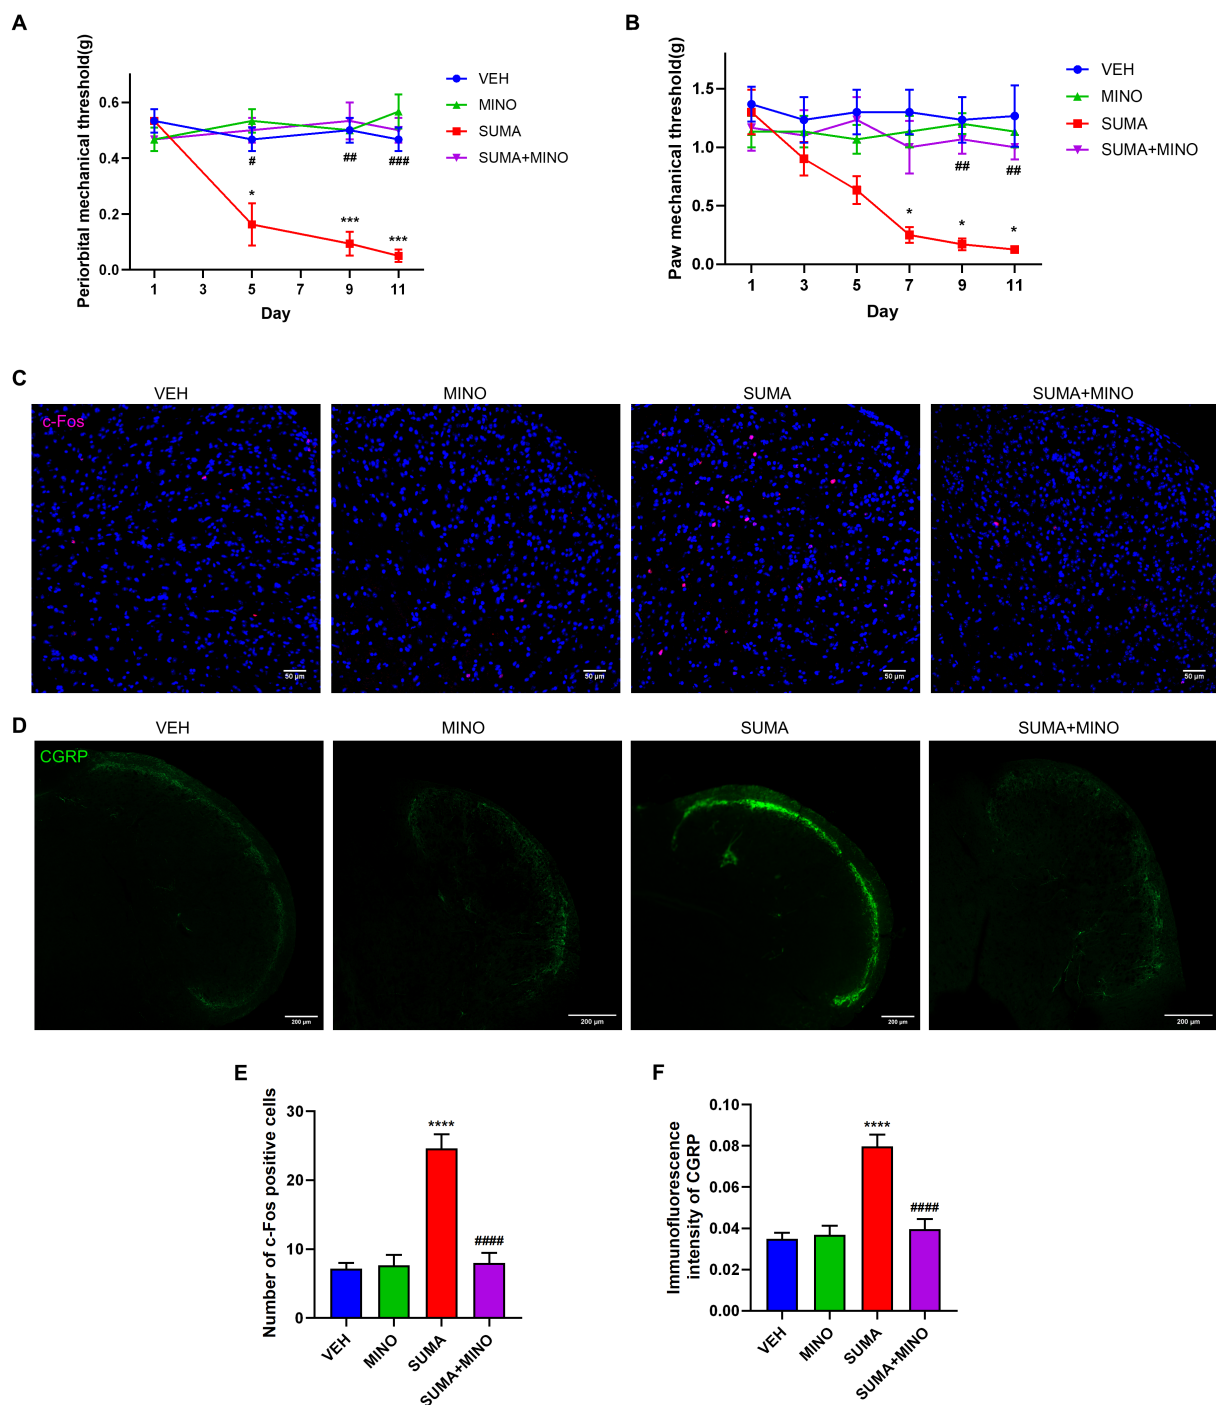 A
Periorbital mechanical threshold(g)
0.6
0.4
0.2
0.0
# ## ###
* *** ***
1 3 5 7 9 11
Day
VEH
MINO
SUMA
SUMA+MINO
B
Paw mechanical threshold(g)
1.5
1.0
0.5
0.0
## ##
* * *
1 3 5 7 9 11
Day
VEH
MINO
SUMA
SUMA+MINO
C
VEH MINO SUMA SUMA+MINO
c-Fos
50 µm 50 µm 50 µm 50 µm
D
VEH MINO SUMA SUMA+MINO
CGRP
200 µm 200 µm 200 µm 200 µm
E
Number of c-Fos positive cells
30
20
10
0
****
####
VEH MINO SUMA SUMA+MINO
F
Immunofluorescence
intensity of CGRP
0.10
0.08
0.06
0.04
0.02
0.00
****
####
VEH MINO SUMA SUMA+MINO